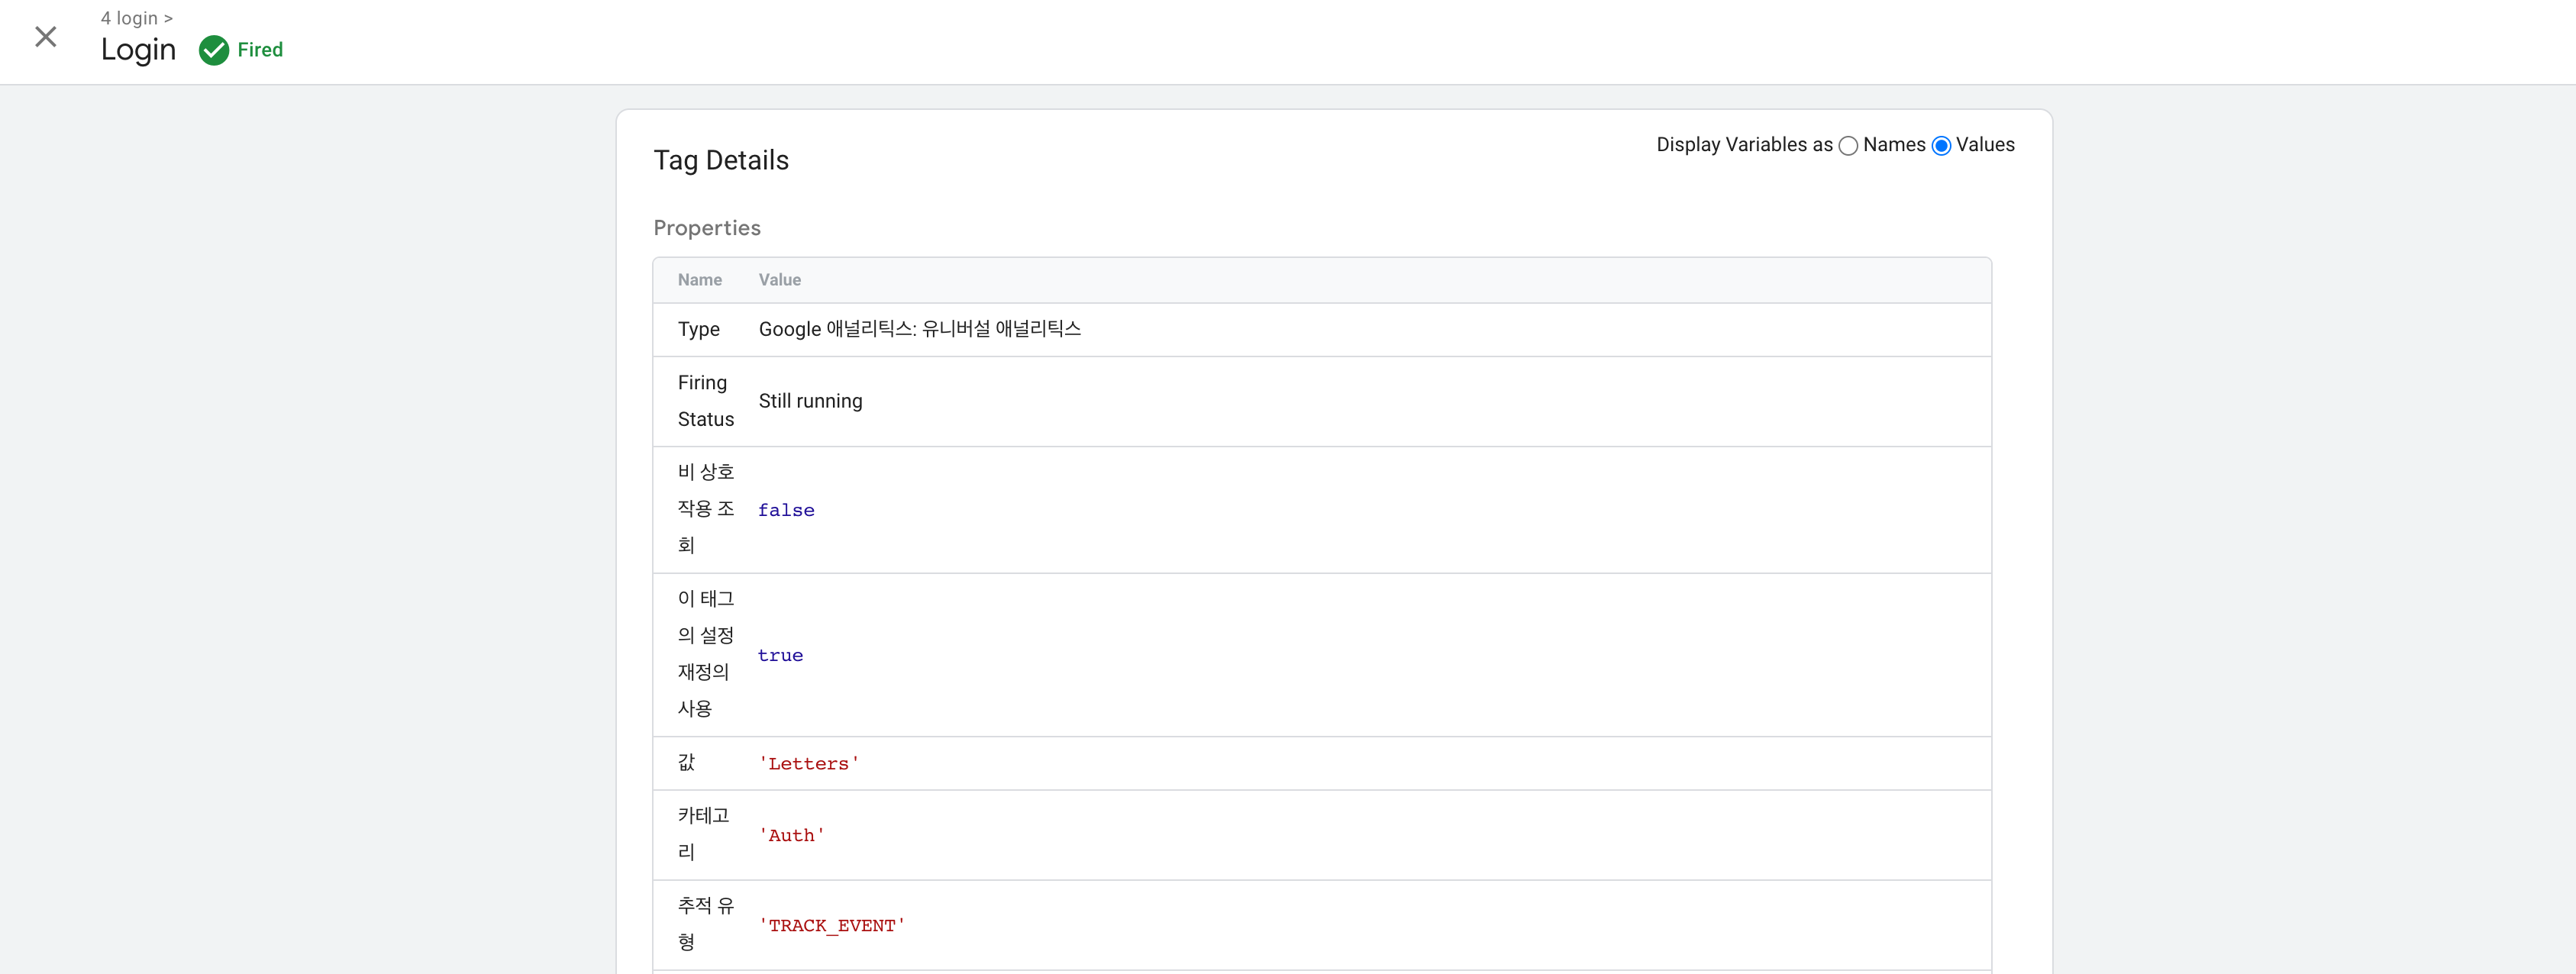 4 login >
Login Fired
Display Variables as Names Values
Tag Details
Properties
Name Value
Type Google 애널리틱스: 유니버설 애널리틱스
Firing
Status
Still running
비 상호
작용 조
회
false
이 태그
의 설정
재정의
사용
true
값 'Letters'
카테고
리
'Auth'
추적 유
형
'TRACK_EVENT'